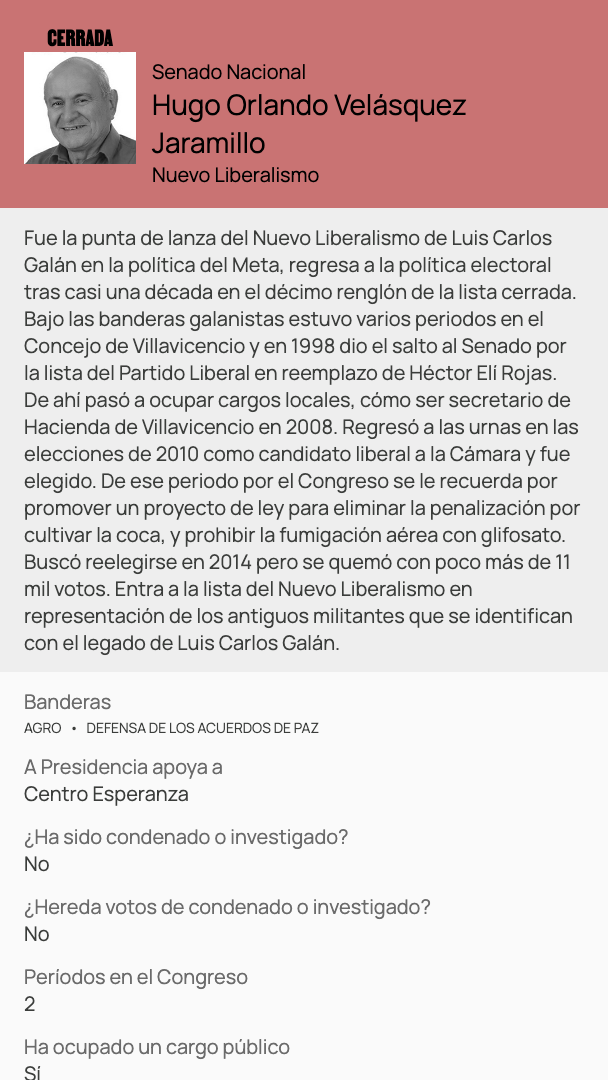 CERRADA
Senado Nacional
Hugo Orlando Velásquez
Jaramillo
Nuevo Liberalismo
Fue la punta de lanza del Nuevo Liberalismo de Luis Carlos
Galán en la política del Meta, regresa a la política electoral
tras casi una década en el décimo renglón de la lista cerrada.
Bajo las banderas galanistas estuvo varios periodos en el
Concejo de Villavicencio y en 1998 dio el salto al Senado por
la lista del Partido Liberal en reemplazo de Héctor Elí Rojas.
De ahí pasó a ocupar cargos locales, cómo ser secretario de
Hacienda de Villavicencio en 2008. Regresó a las urnas en las
elecciones de 2010 como candidato liberal a la Cámara y fue
elegido. De ese periodo por el Congreso se le recuerda por
promover un proyecto de ley para eliminar la penalización por
cultivar la coca, y prohibir la fumigación aérea con glifosato.
Buscó reelegirse en 2014 pero se quemó con poco más de 11
mil votos. Entra a la lista del Nuevo Liberalismo en
representación de los antiguos militantes que se identifican
con el legado de Luis Carlos Galán.
Banderas
AGRO • DEFENSA DE LOS ACUERDOS DE PAZ
A Presidencia apoya a
Centro Esperanza
¿Ha sido condenado o investigado?
No
¿Hereda votos de condenado o investigado?
No
Períodos en el Congreso
2
Ha ocupado un cargo público
Sí